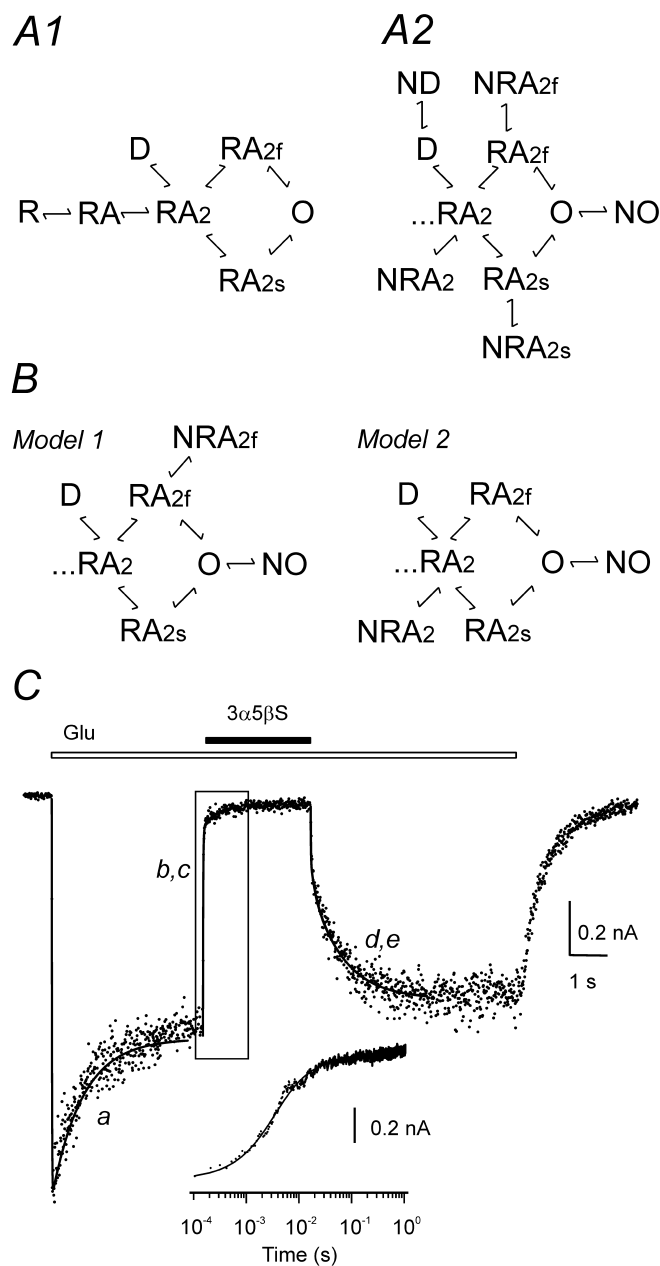 A1 A2
ND NRA2f
D RA2f D RA2f
R RA RA2 O ...RA2 O NO
RA2s NRA2 RA2s
NRA2s
B
Model 1 NRA2f Model 2
D RA2f D RA2f
...RA2 O NO ...RA2 O NO
RA2s NRA2 RA2s
C
3α5βS
Glu
b,c
d,e
0.2 nA
1 s
a
0.2 nA
10-4 10-3 10-2 10-1 100
Time (s)